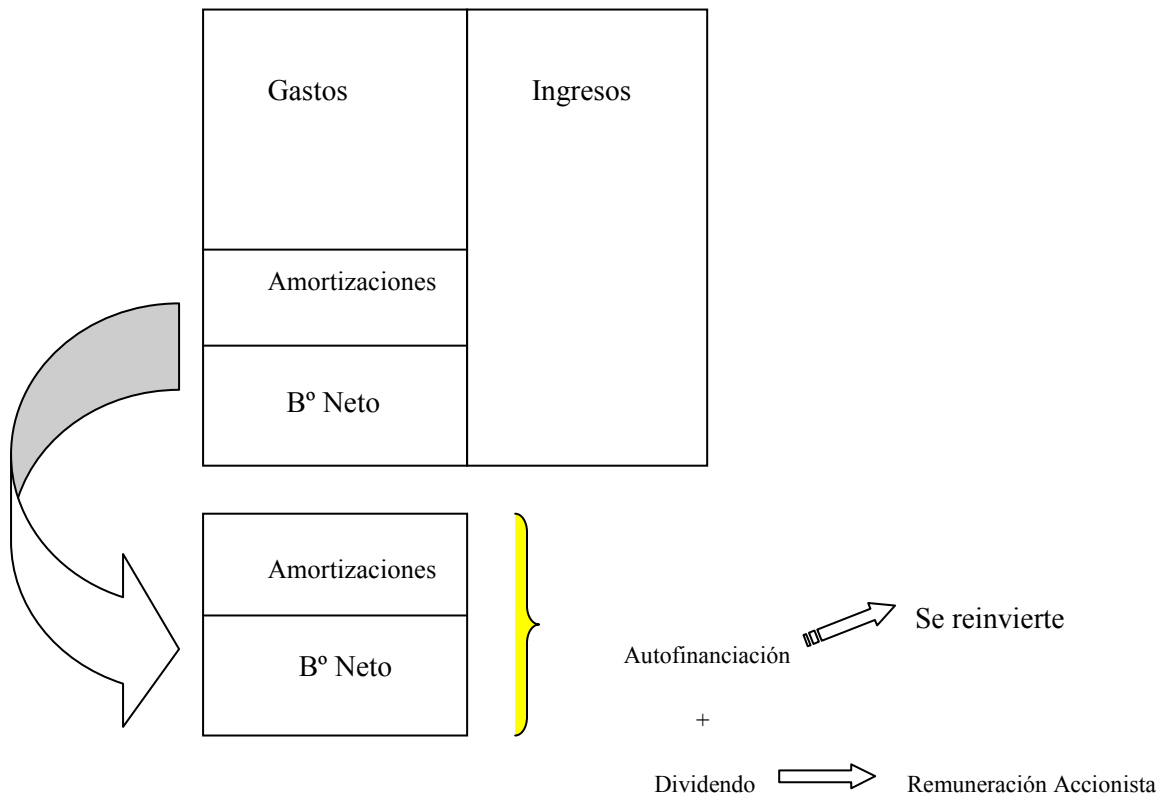 Gastos
Ingresos
Amortizaciones
Bº Neto
Amortizaciones
Bº Neto
Autofinanciación
Se reinvierte
+
Dividendo
Remuneración Accionista